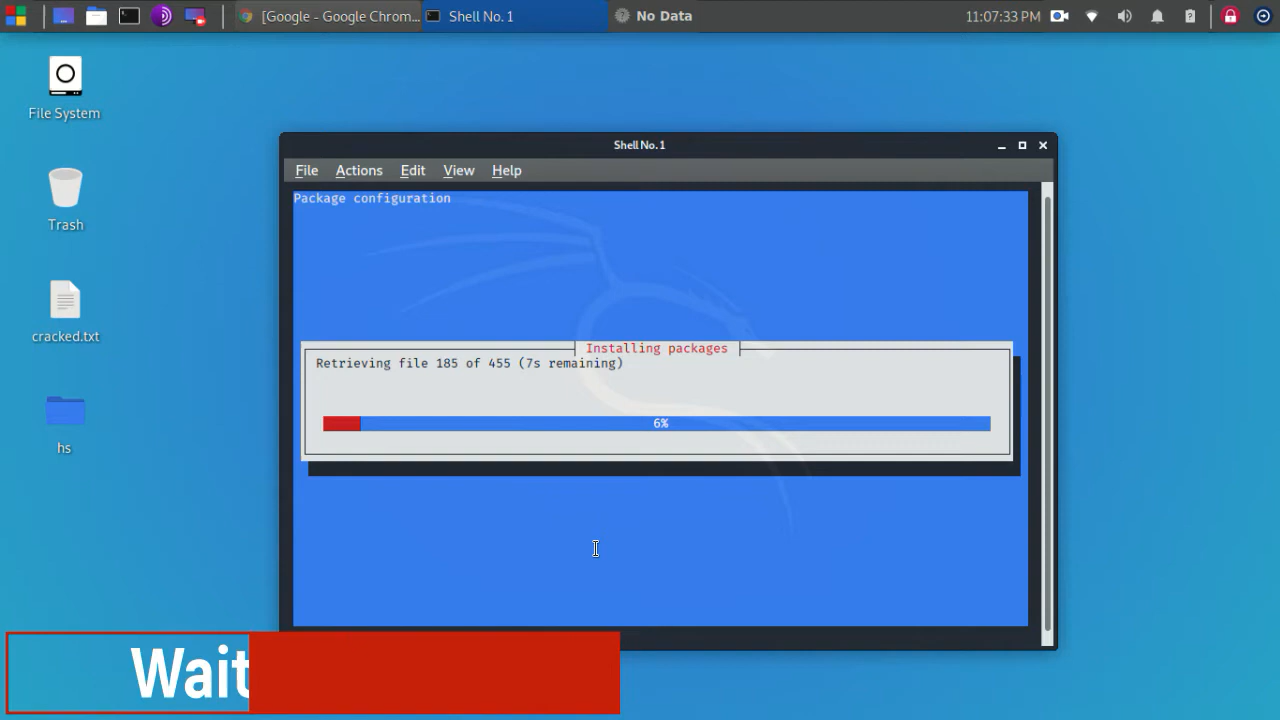 [Google - Google Chrom...
Shell No. 1
No Data
11:07:33 PM
File System
Trash
cracked.txt
hs
Shell No.1
File Actions Edit View Help
Package configuration
Installing packages
Retrieving file 185 of 455 (7s remaining)
6%
Wait